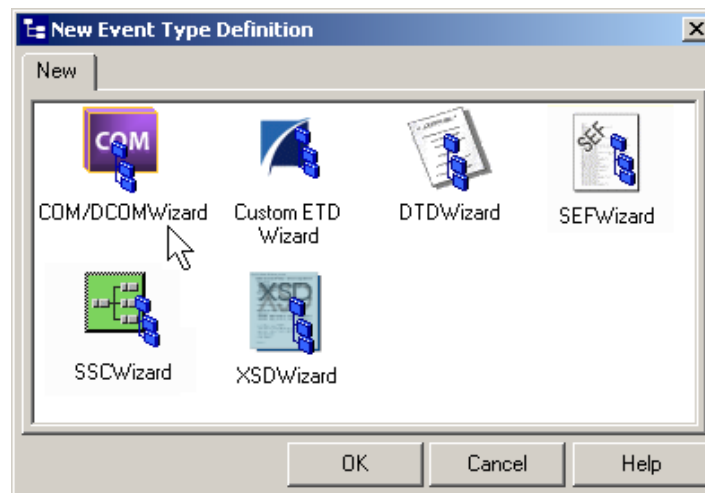 New Event Type Definition
New
COM
COM/DCOMWizard
Custom ETD
Wizard
DTDWizard
SEF
SEFWizard
SSCWizard
XSD
XSDWizard
OK
Cancel
Help